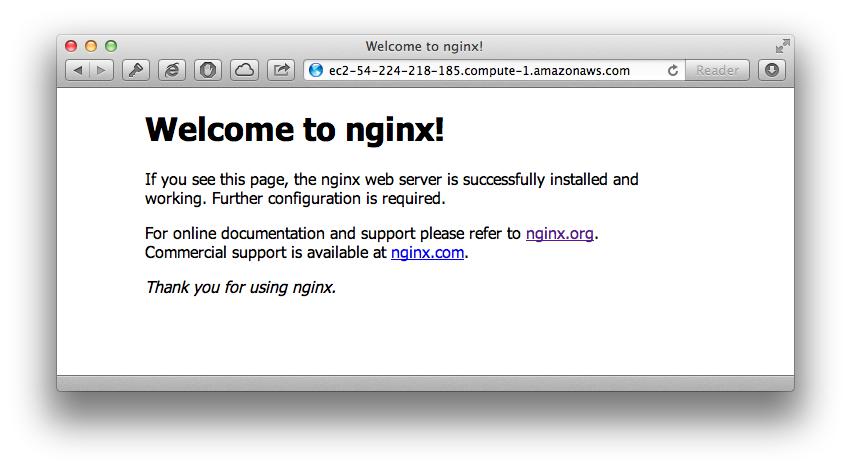 Welcome to nginx!
ec2-54-224-218-185.compute-1.amazonaws.com
Reader
Welcome to nginx!
If you see this page, the nginx web server is successfully installed and
working. Further configuration is required.
For online documentation and support please refer to nginx.org.
Commercial support is available at nginx.com.
Thank you for using nginx.